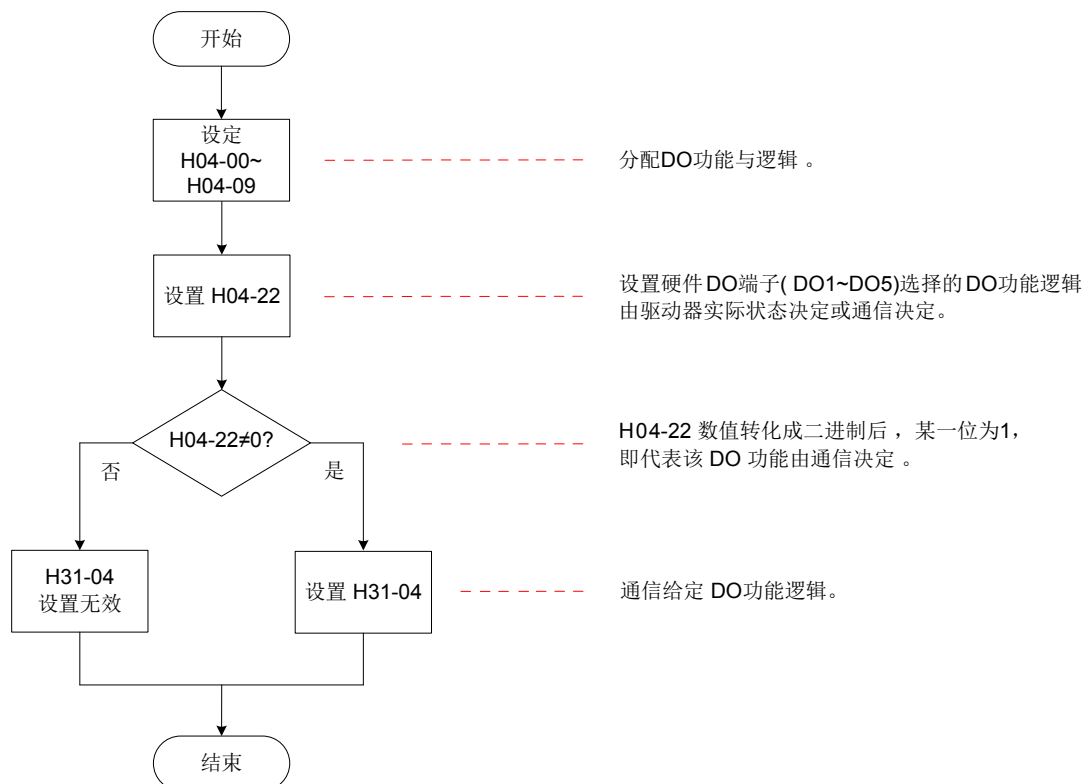 开始
设定
H04-00~
H04-09
分配DO功能与逻辑 。
设置 H04-22
设置硬件 DO端子( DO1~DO5)选择的 DO功能逻辑
由驱动器实际状态决定或通信决定。
H04-22≠0?
H04-22 数值转化成二进制后 ，某一位为1，
即代表该 DO 功能由通信决定 。
否
是
H31-04
设置无效
设置 H31-04
通信给定 DO功能逻辑。
结束